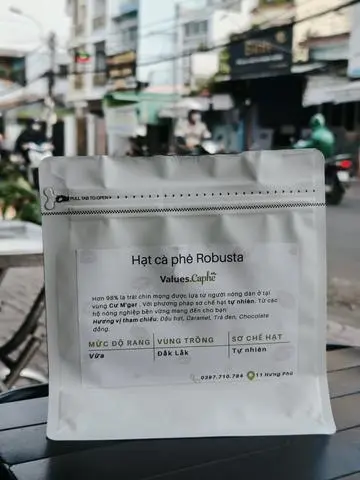 PULL TAB TO OPEN
Hạt cà phê Robusta
Values.Caphe
Hơn 98% là trái chín mọng được lựa từ người nông dân ở tại
vùng Cư M'gar. Với phương pháp sơ chế hạt tự nhiên. Từ các
hộ nông nghiệp bền vững mang đến cho bạn
Hương vị tham chiếu: Đậu hạt, Caramel, Trà đen, Chocolate
đắng.
MỨC ĐỘ RANG VÙNG TRỒNG SƠ CHẾ HẠT
Vừa Đắk Lắk Tự nhiên
0397.710.784 11 Hưng Phú